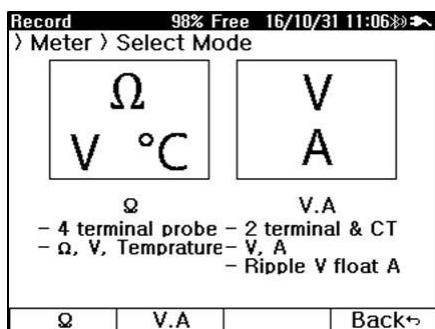 Record 98% Free 16/10/31 11:06
⟩ Meter ⟩ Select Mode
Ω V
V °C A
Ω V.A
- 4 terminal probe - 2 terminal & CT
- Ω, V, Temprature - V, A
- Ripple V float A
Ω V.A Back↰